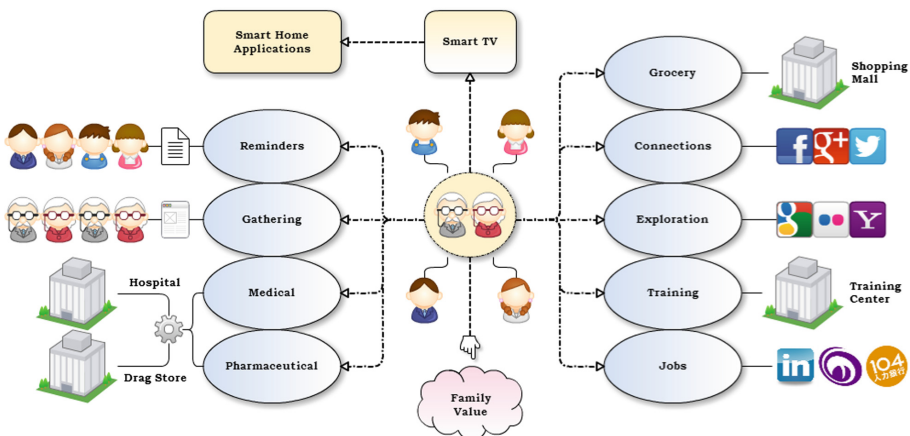 Smart Home
Applications
Smart TV
Grocery
Shopping
Mall
Reminders
Connections
f
g+
Gathering
Exploration
g
Y
Hospital
Medical
Training
Training
Center
Drag Store
Pharmaceutical
Jobs
in
104
人力銀行
Family
Value